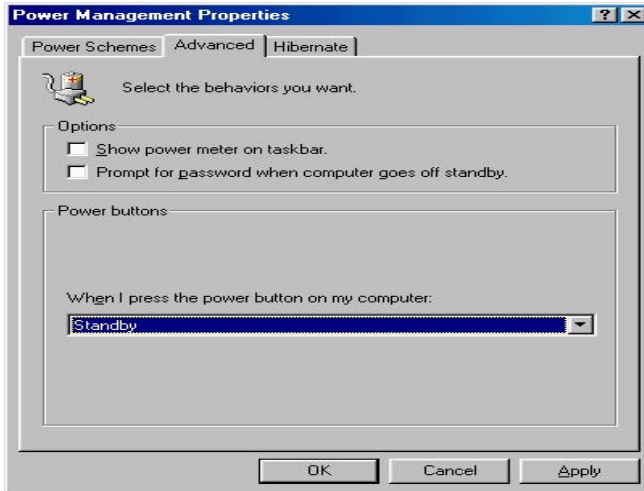 Power Management Properties
Power Schemes Advanced Hibernate
Select the behaviors you want.
Options
Show power meter on taskbar.
Prompt for password when computer goes off standby.
Power buttons
When I press the power button on my computer:
Standby
OK Cancel Apply